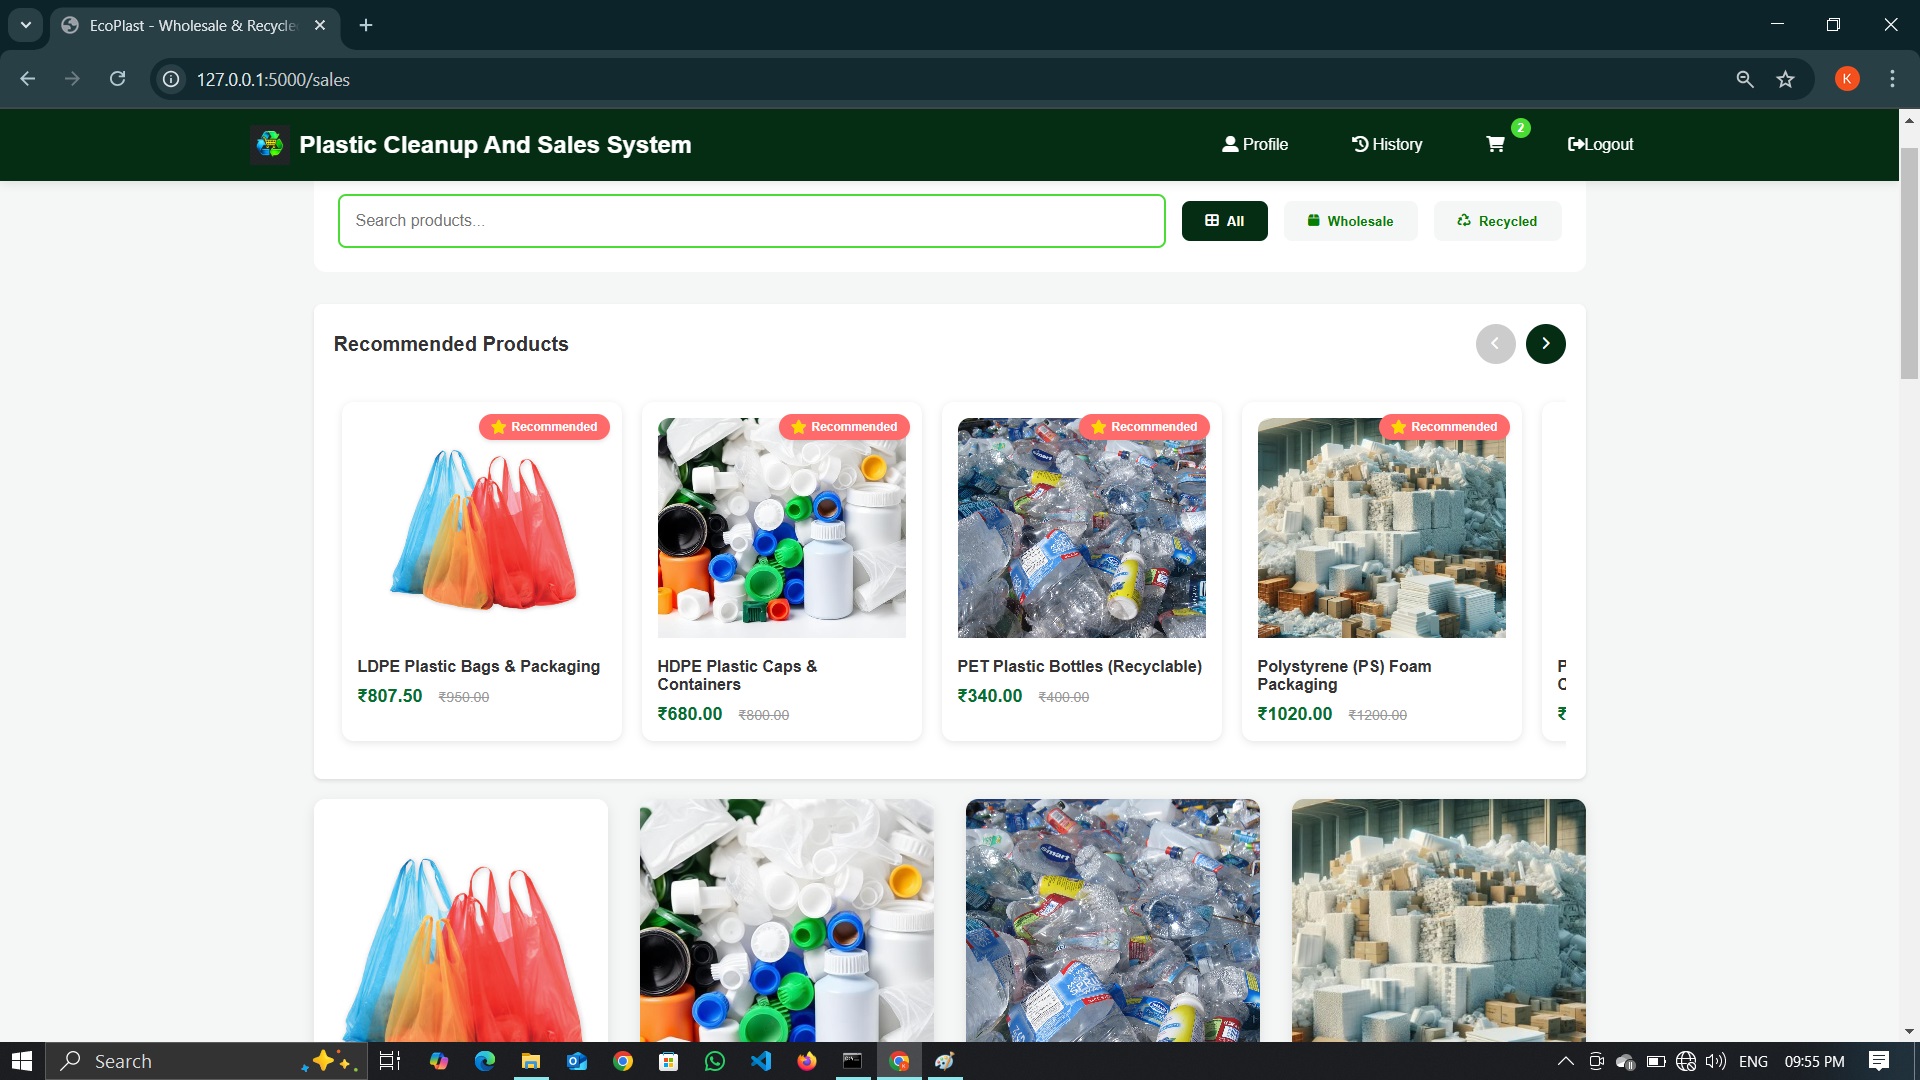 EcoPlast - Wholesale & Recycle
127.0.0.1:5000/sales
K
Plastic Cleanup And Sales System
Profile
History
2
Logout
Search products...
All
Wholesale
Recycled
Recommended Products
Recommended
Recommended
Recommended
Recommended
LDPE Plastic Bags & Packaging
₹807.50 ₹950.00
HDPE Plastic Caps &
Containers
₹680.00 ₹800.00
PET Plastic Bottles (Recyclable)
₹340.00 ₹400.00
Polystyrene (PS) Foam
Packaging
₹1020.00 ₹1200.00
Search
ENG
09:55 PM